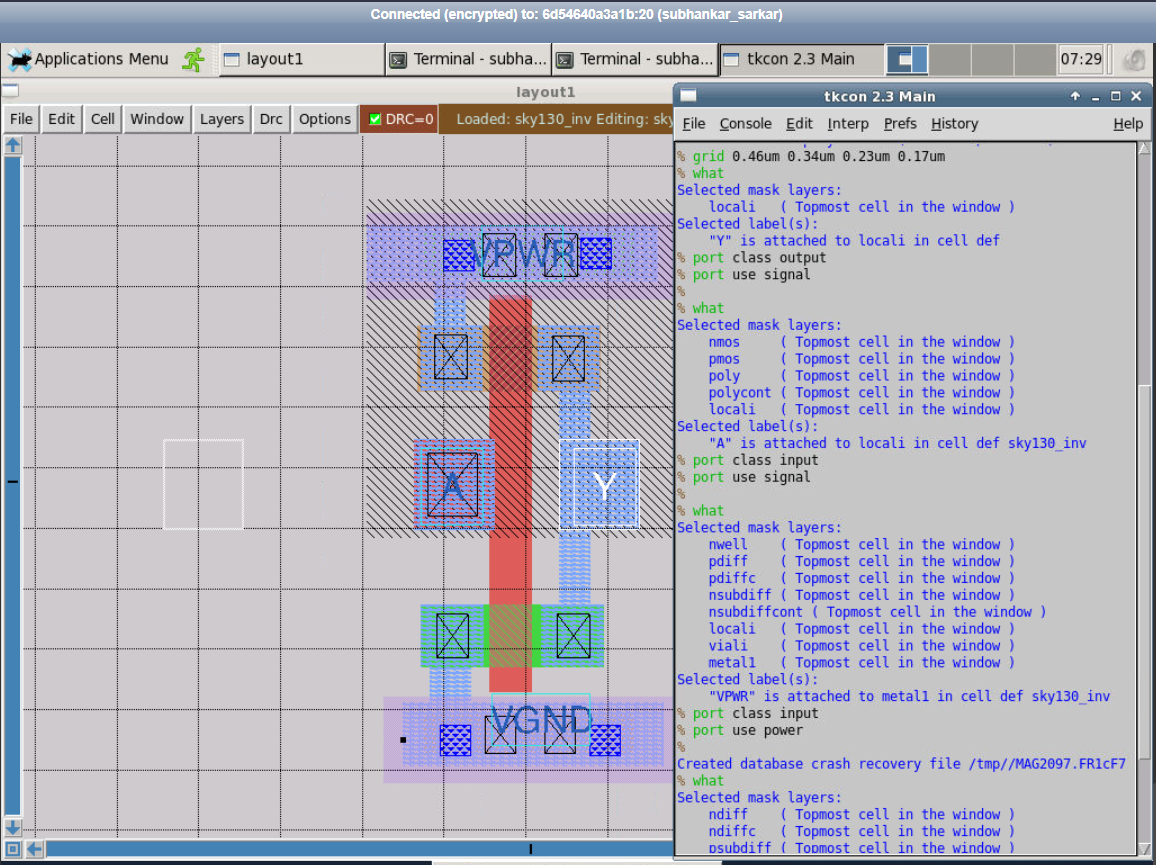 Connected (encrypted) to: 6d54640a3a1b:20 (subhankar_sarkar)
Applications Menu
layout1
Terminal - subha...
Terminal - subha...
tkcon 2.3 Main
07:29
layout1
File Edit Cell Window Layers Drc Options
DRC=0
Loaded: sky130_inv Editing: sky
VPWR
A
Y
VGND
tkcon 2.3 Main
File Console Edit Interp Prefs History Help
% grid 0.46um 0.34um 0.23um 0.17um
% what
Selected mask layers:
locali ( Topmost cell in the window )
Selected label(s):
"Y" is attached to locali in cell def
% port class output
% port use signal
%
% what
Selected mask layers:
nmos ( Topmost cell in the window )
pmos ( Topmost cell in the window )
poly ( Topmost cell in the window )
polycont ( Topmost cell in the window )
locali ( Topmost cell in the window )
Selected label(s):
"A" is attached to locali in cell def sky130_inv
% port class input
% port use signal
%
% what
Selected mask layers:
nwell ( Topmost cell in the window )
pdiff ( Topmost cell in the window )
pdiffc ( Topmost cell in the window )
nsubdiff ( Topmost cell in the window )
nsubdiffcont ( Topmost cell in the window )
locali ( Topmost cell in the window )
viali ( Topmost cell in the window )
metal1 ( Topmost cell in the window )
Selected label(s):
"VPWR" is attached to metal1 in cell def sky130_inv
% port class input
% port use power
%
Created database crash recovery file /tmp//MAG2097.FR1cF7
% what
Selected mask layers:
ndiff ( Topmost cell in the window )
ndiffc ( Topmost cell in the window )
psubdiff ( Topmost cell in the window )